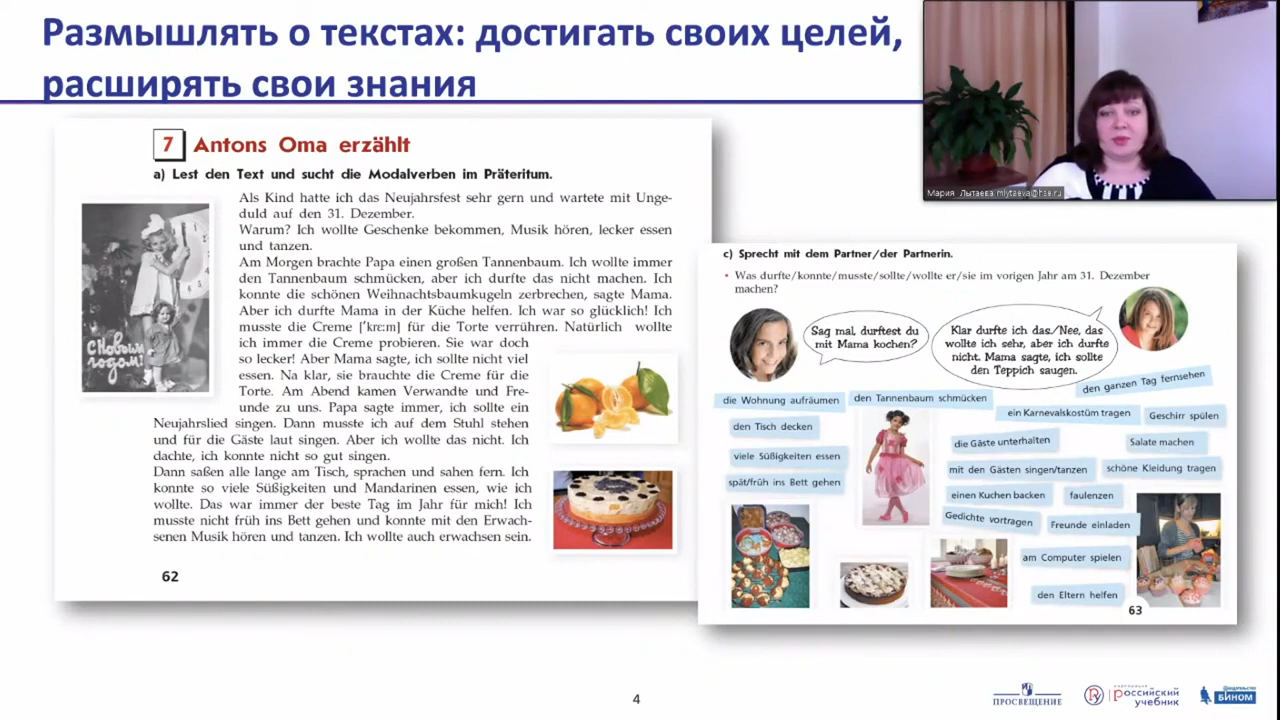 Размышлять о текстах: достигать своих целей,
расширять свои знания
Мария Лытаева mlytaeva@hse.ru
7 Antons Oma erzählt
a) Lest den Text und sucht die Modalverben im Präteritum.
Als Kind hatte ich das Neujahrsfest sehr gern und wartete mit Unge-
duld auf den 31. Dezember.
Warum? Ich wollte Geschenke bekommen, Musik hören, lecker essen
und tanzen.
Am Morgen brachte Papa einen großen Tannenbaum. Ich wollte immer
den Tannenbaum schmücken, aber ich durfte das nicht machen. Ich
konnte die schönen Weihnachtsbaumkugeln zerbrechen, sagte Mama.
Aber ich durfte Mama in der Küche helfen. Ich war so glücklich! Ich
musste die Creme [ʼkrɛ:m] für die Torte verrühren. Natürlich wollte
ich immer die Creme probieren. Sie war doch
so lecker! Aber Mama sagte, ich sollte nicht viel
essen. Na klar, sie brauchte die Creme für die
Torte. Am Abend kamen Verwandte und Fre-
unde zu uns. Papa sagte immer, ich sollte ein
Neujahrslied singen. Dann musste ich auf dem Stuhl stehen
und für die Gäste laut singen. Aber ich wollte das nicht. Ich
dachte, ich konnte nicht so gut singen.
Dann saßen alle lange am Tisch, sprachen und sahen fern. Ich
konnte so viele Süßigkeiten und Mandarinen essen, wie ich
wollte. Das war immer der beste Tag im Jahr für mich! Ich
musste nicht früh ins Bett gehen und konnte mit den Erwach-
senen Musik hören und tanzen. Ich wollte auch erwachsen sein.
С Новым
годом!
62
c) Sprecht mit dem Partner/der Partnerin.
• Was durfte/konnte/musste/sollte/wollte er/sie im vorigen Jahr am 31. Dezember
machen?
Sag mal, durftest du
mit Mama kochen?
Klar durfte ich das./Nee, das
wollte ich sehr, aber ich durfte
nicht. Mama sagte, ich sollte
den Teppich saugen.
den ganzen Tag fernsehen
die Wohnung aufräumen
den Tannenbaum schmücken
ein Karnevalskostüm tragen
Geschirr spülen
den Tisch decken
die Gäste unterhalten
Salate machen
viele Süßigkeiten essen
mit den Gästen singen/tanzen
schöne Kleidung tragen
spät/früh ins Bett gehen
einen Kuchen backen
faulenzen
Gedichte vortragen
Freunde einladen
am Computer spielen
den Eltern helfen
63
4
ПРОСВЕЩЕНИЕ
российский
учебник
БИНОМ